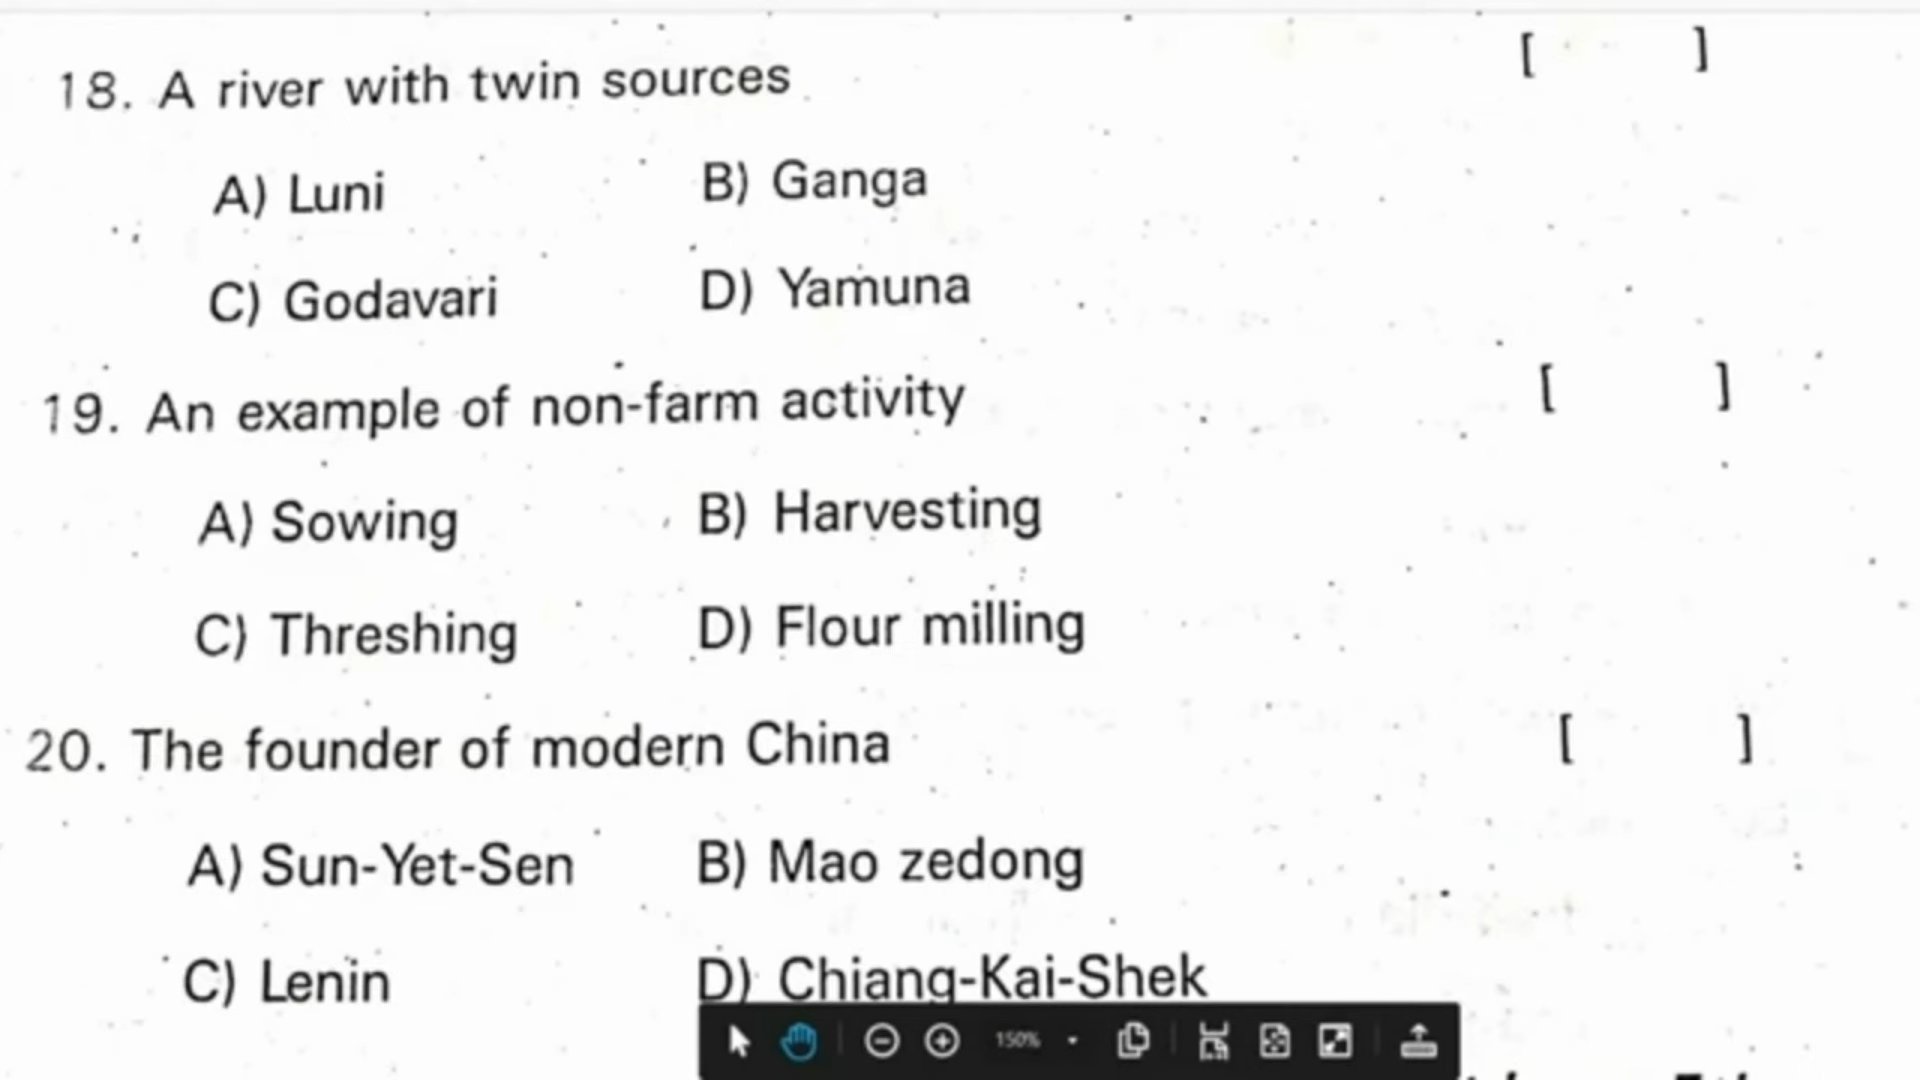 18. A river with twin sources [ ]
A) Luni B) Ganga
C) Godavari D) Yamuna
19. An example of non-farm activity [ ]
A) Sowing B) Harvesting
C) Threshing D) Flour milling
20. The founder of modern China [ ]
A) Sun-Yet-Sen B) Mao zedong
C) Lenin D) Chiang-Kai-Shek
150%